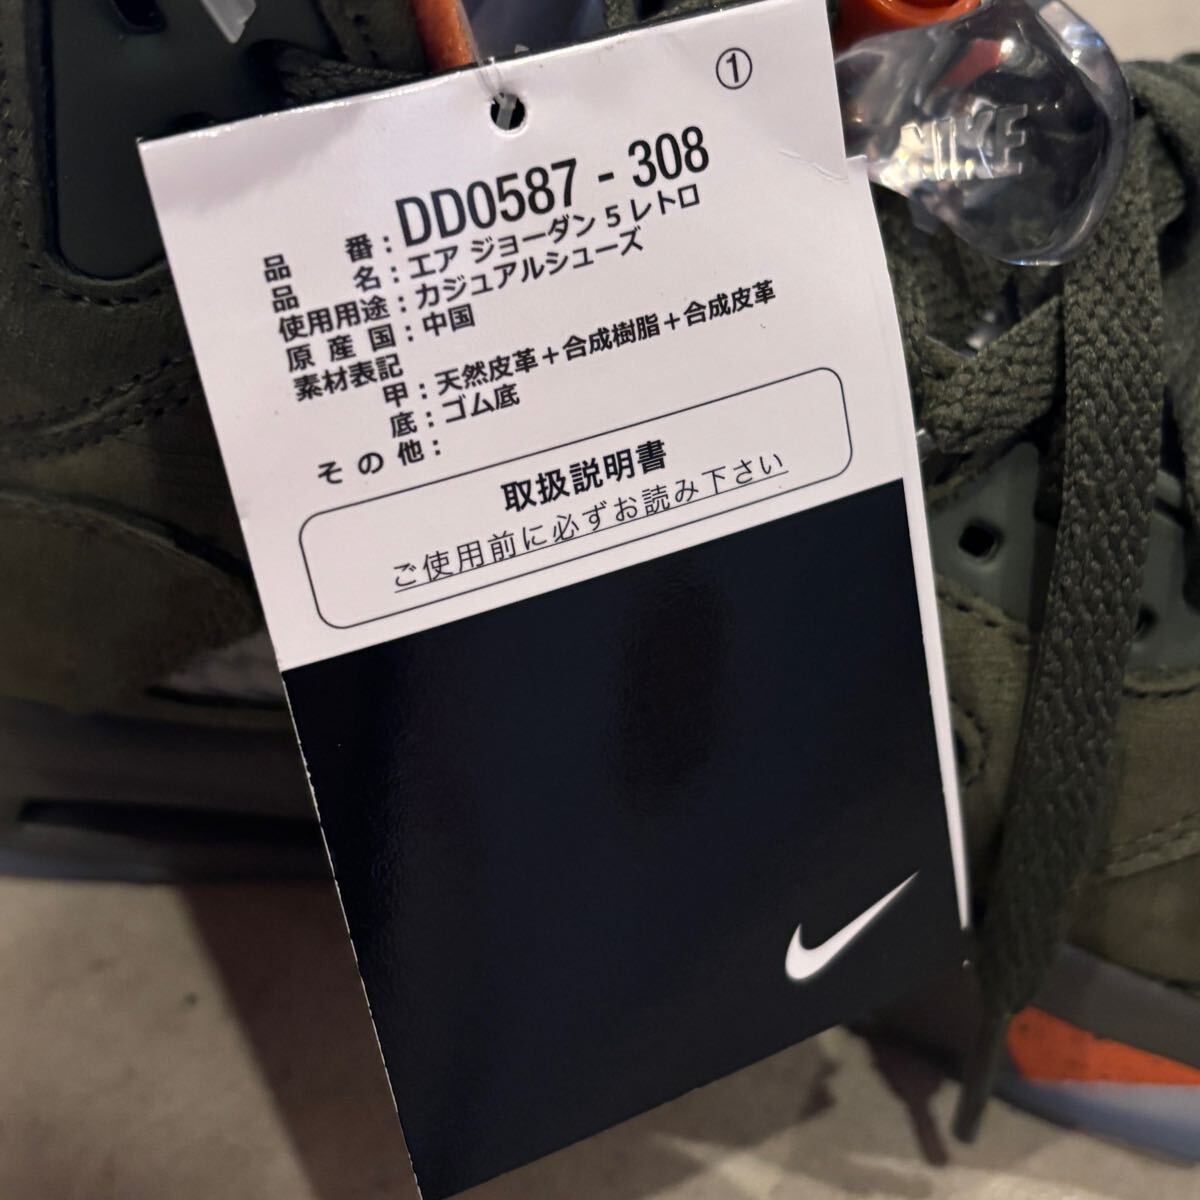 ①
品番：DD0587-308
品名：エア ジョーダン 5 レトロ
使用用途：カジュアルシューズ
原産国：中国
素材表記
甲：天然皮革＋合成樹脂＋合成皮革
底：ゴム底
その他：
取扱説明書
ご使用前に必ずお読み下さい
NIKE